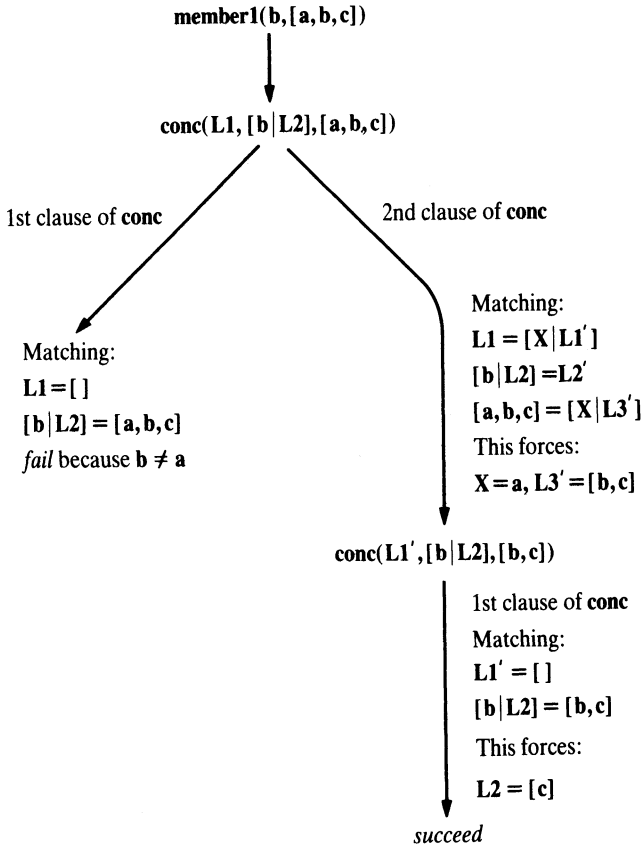 member1(b,[a,b,c])
conc(L1,[b|L2],[a,b,c])
1st clause of conc
2nd clause of conc
Matching:
L1=[ ]
[b|L2]=[a,b,c]
fail because b ≠ a
Matching:
L1=[X|L1′]
[b|L2]=L2′
[a,b,c]=[X|L3′]
This forces:
X=a, L3′=[b,c]
conc(L1′,[b|L2],[b,c])
1st clause of conc
Matching:
L1′=[ ]
[b|L2]=[b,c]
This forces:
L2=[c]
succeed